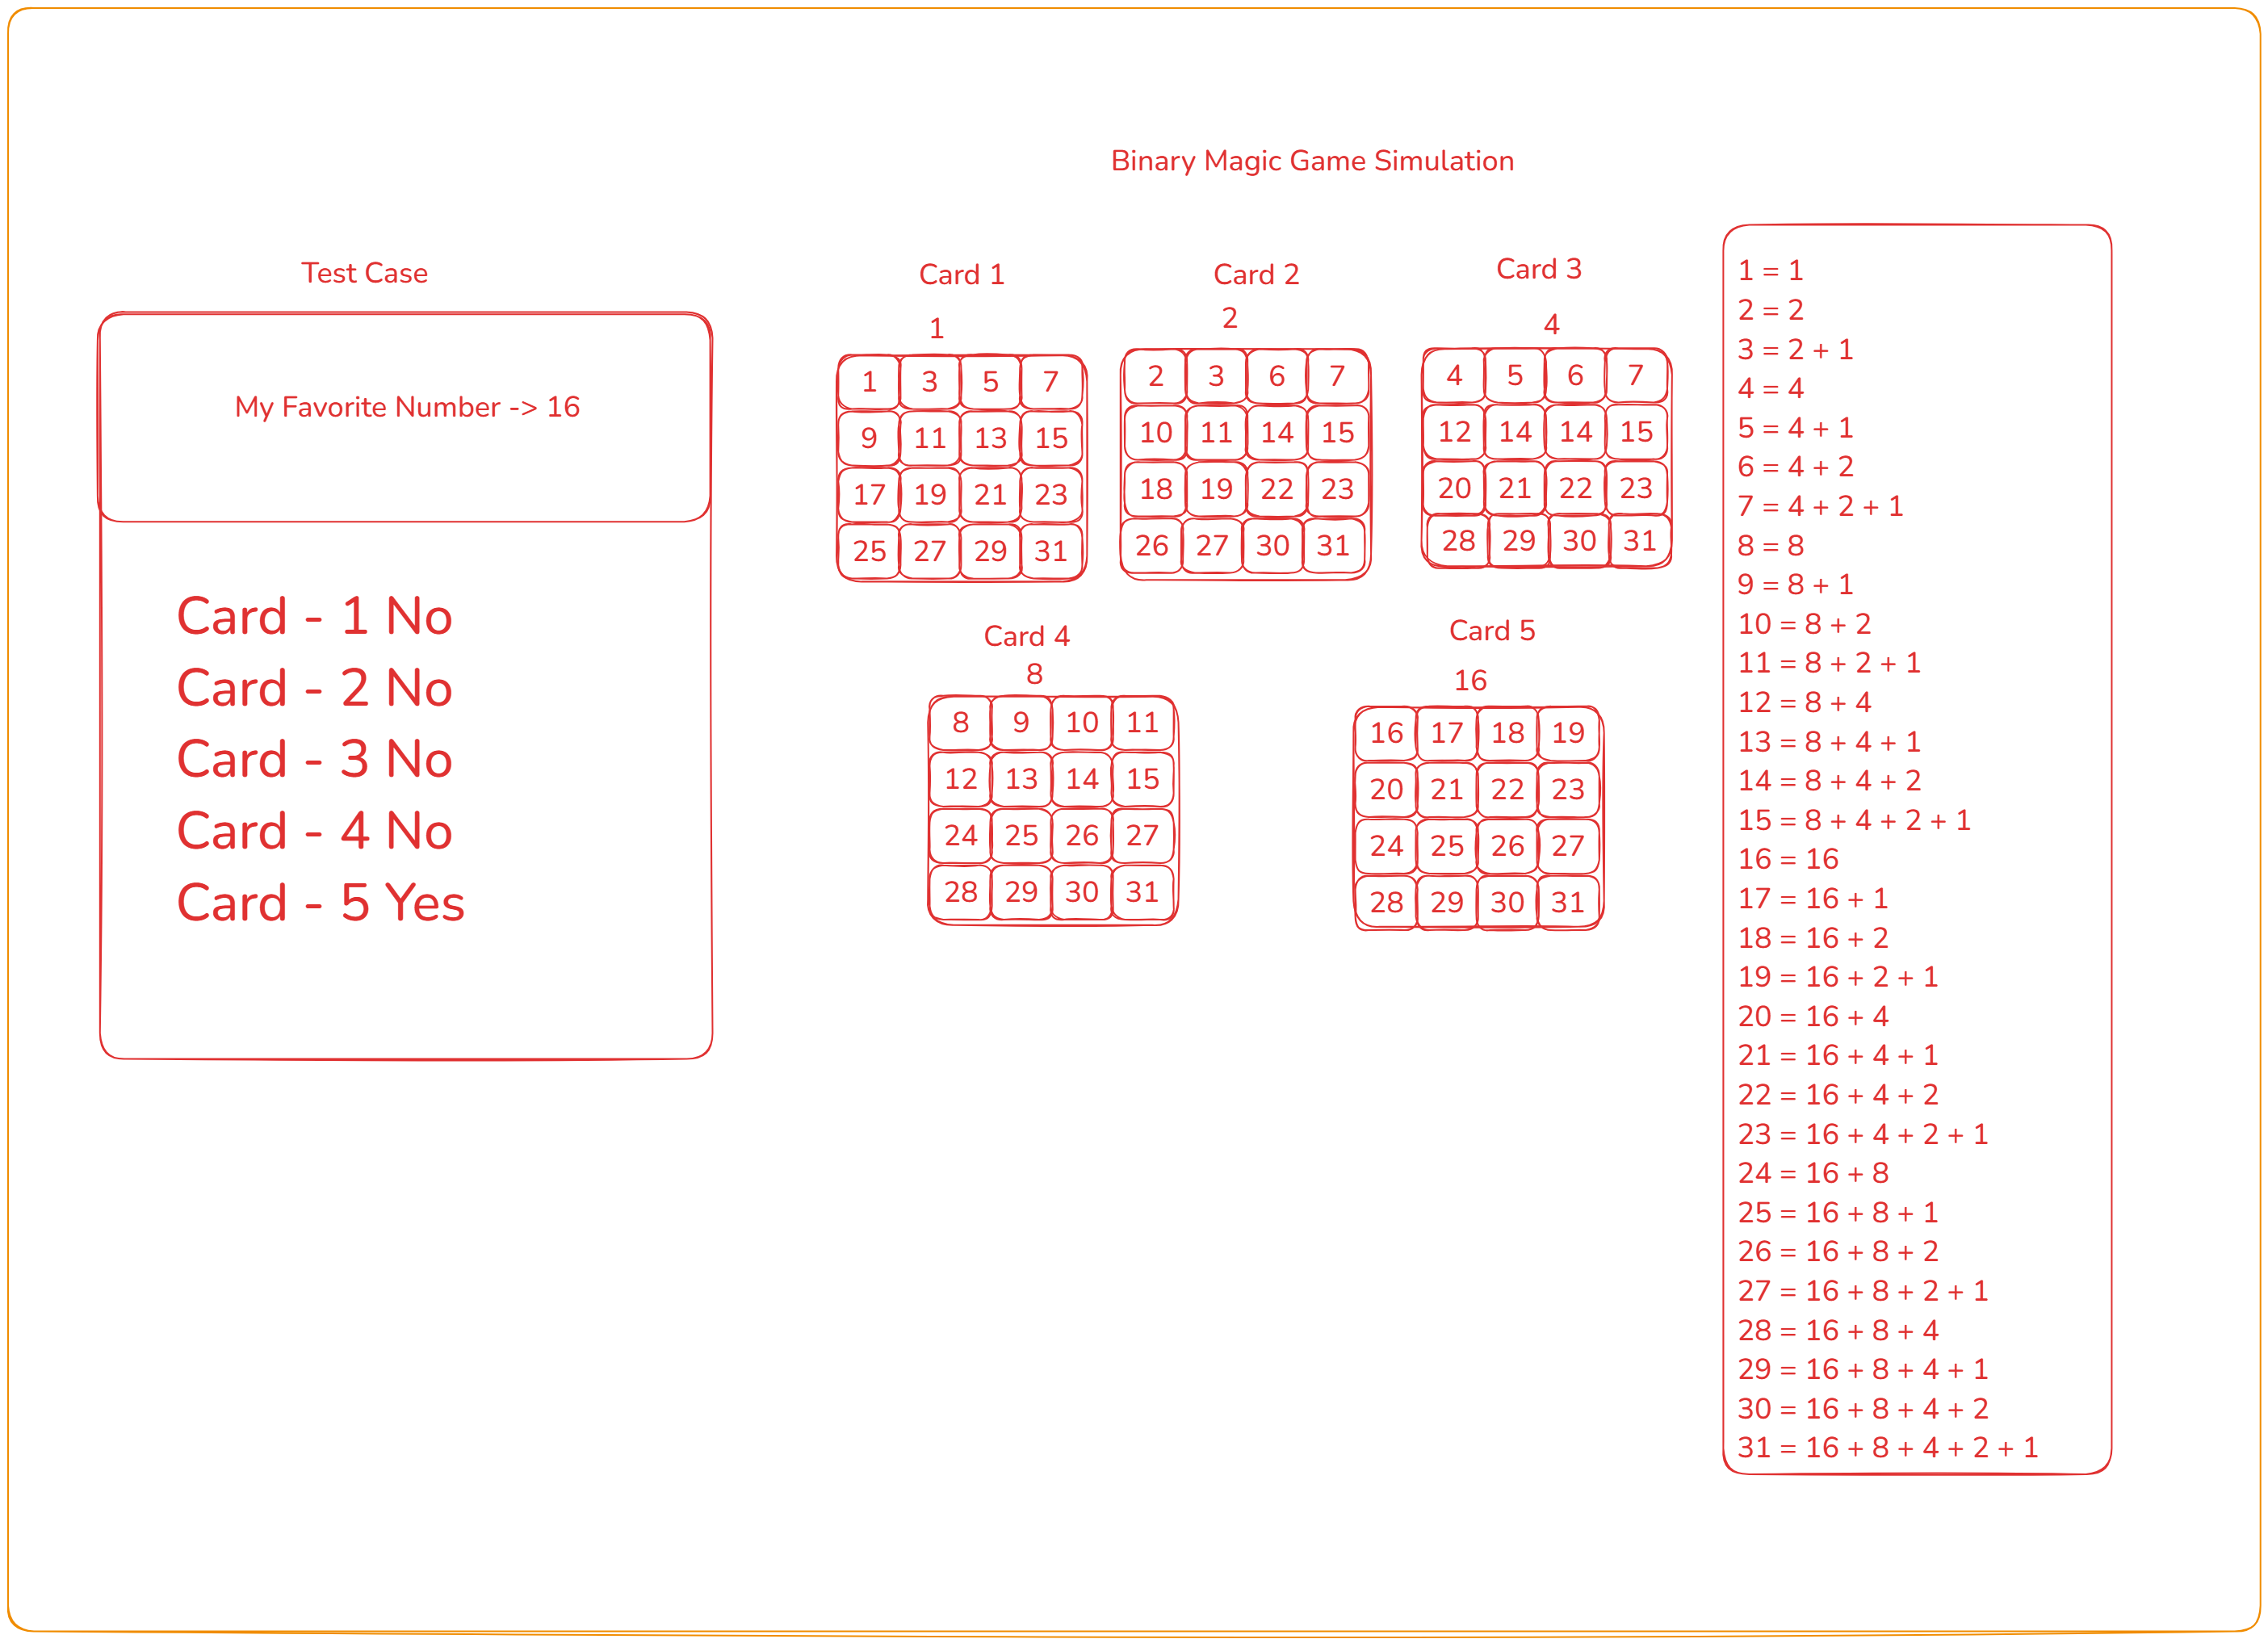 Binary Magic Game Simulation
Test Case
My Favorite Number -> 16
Card - 1 No
Card - 2 No
Card - 3 No
Card - 4 No
Card - 5 Yes
Card 1
1
1 3 5 7
9 11 13 15
17 19 21 23
25 27 29 31
Card 2
2
2 3 6 7
10 11 14 15
18 19 22 23
26 27 30 31
Card 3
4
4 5 6 7
12 14 14 15
20 21 22 23
28 29 30 31
Card 4
8
8 9 10 11
12 13 14 15
24 25 26 27
28 29 30 31
Card 5
16
16 17 18 19
20 21 22 23
24 25 26 27
28 29 30 31
1 = 1
2 = 2
3 = 2 + 1
4 = 4
5 = 4 + 1
6 = 4 + 2
7 = 4 + 2 + 1
8 = 8
9 = 8 + 1
10 = 8 + 2
11 = 8 + 2 + 1
12 = 8 + 4
13 = 8 + 4 + 1
14 = 8 + 4 + 2
15 = 8 + 4 + 2 + 1
16 = 16
17 = 16 + 1
18 = 16 + 2
19 = 16 + 2 + 1
20 = 16 + 4
21 = 16 + 4 + 1
22 = 16 + 4 + 2
23 = 16 + 4 + 2 + 1
24 = 16 + 8
25 = 16 + 8 + 1
26 = 16 + 8 + 2
27 = 16 + 8 + 2 + 1
28 = 16 + 8 + 4
29 = 16 + 8 + 4 + 1
30 = 16 + 8 + 4 + 2
31 = 16 + 8 + 4 + 2 + 1